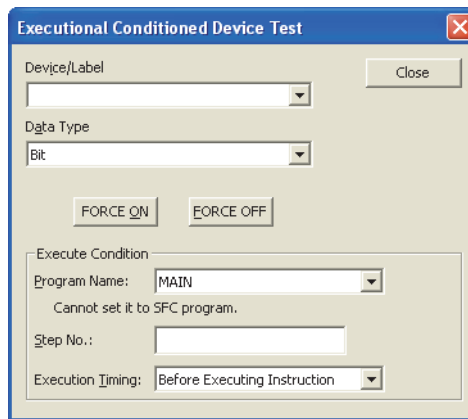 Executional Conditioned Device Test
Device/Label
Close
Data Type
Bit
FORCE ON FORCE OFF
Execute Condition
Program Name: MAIN
Cannot set it to SFC program.
Step No.:
Execution Timing: Before Executing Instruction